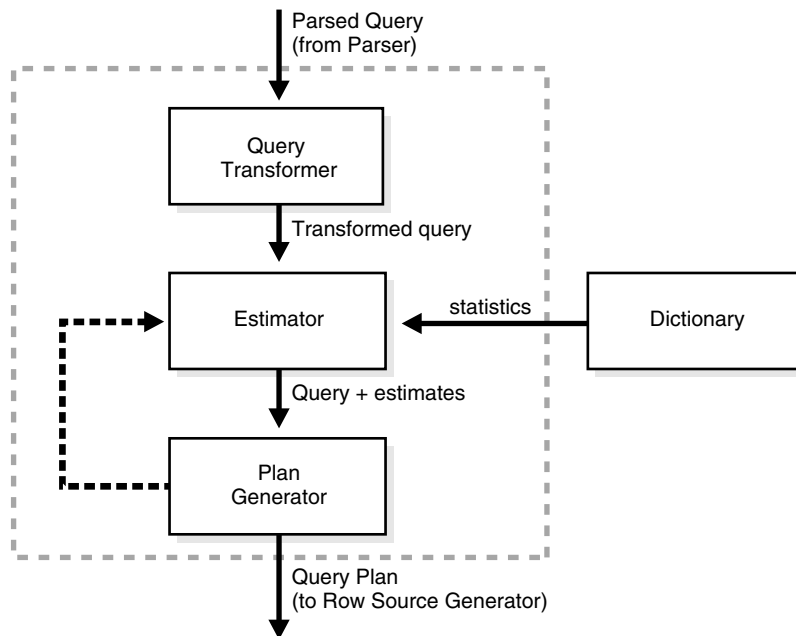 Parsed Query
(from Parser)
Query
Transformer
Transformed query
Estimator
statistics
Dictionary
Query + estimates
Plan
Generator
Query Plan
(to Row Source Generator)